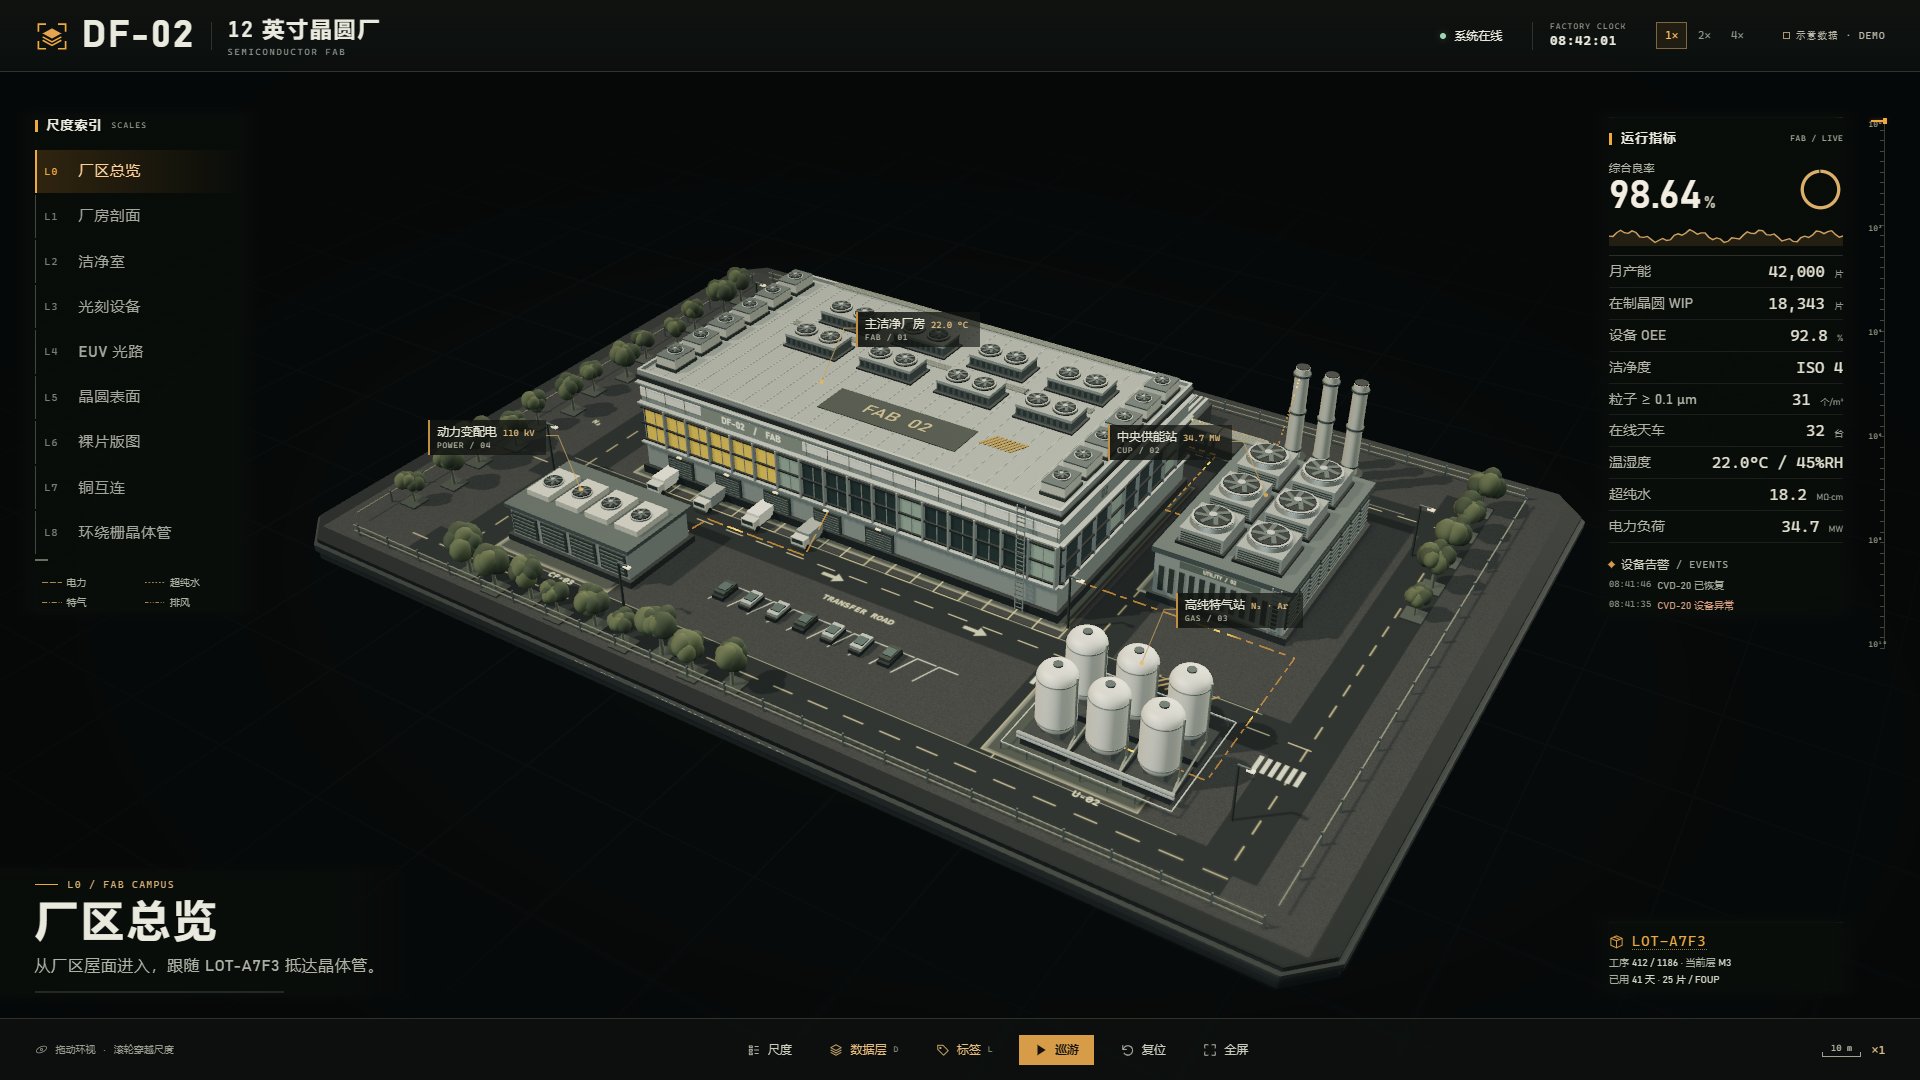 DF-02
12 英寸晶圆厂
SEMICONDUCTOR FAB
系统在线
FACTORY CLOCK
08:42:01
1× 2× 4×
示意数据 · DEMO
尺度索引 SCALES
L0 厂区总览
L1 厂房剖面
L2 洁净室
L3 光刻设备
L4 EUV 光路
L5 晶圆表面
L6 裸片版图
L7 铜互连
L8 环绕栅晶体管
电力 超纯水
特气 排风
主洁净厂房 22.0 °C
FAB / 01
动力变配电 110 kV
POWER / 04
中央供能站 34.7 MW
CUP / 02
高纯特气站 N₂ · Ar
GAS / 03
FAB 02
DF-02 / FAB
UTILITY / 02
TRANSFER ROAD
U-02
运行指标 FAB / LIVE
综合良率
98.64%
月产能 42,000 片
在制晶圆 WIP 18,343 片
设备 OEE 92.8 %
洁净度 ISO 4
粒子 ≥ 0.1 μm 31 个/m³
在线天车 32 台
温湿度 22.0°C / 45%RH
超纯水 18.2 MΩ·cm
电力负荷 34.7 MW
设备告警 / EVENTS
08:41:46 CVD-20 已恢复
08:41:35 CVD-20 设备异常
L0 / FAB CAMPUS
厂区总览
从厂区屋面进入，跟随 LOT-A7F3 抵达晶体管。
LOT-A7F3
工序 412 / 1186 · 当前层 M3
已用 41 天 · 25 片 / FOUP
拖动环视 · 滚轮穿越尺度
尺度
数据层 D
标签 L
巡游
复位
全屏
10 m ×1